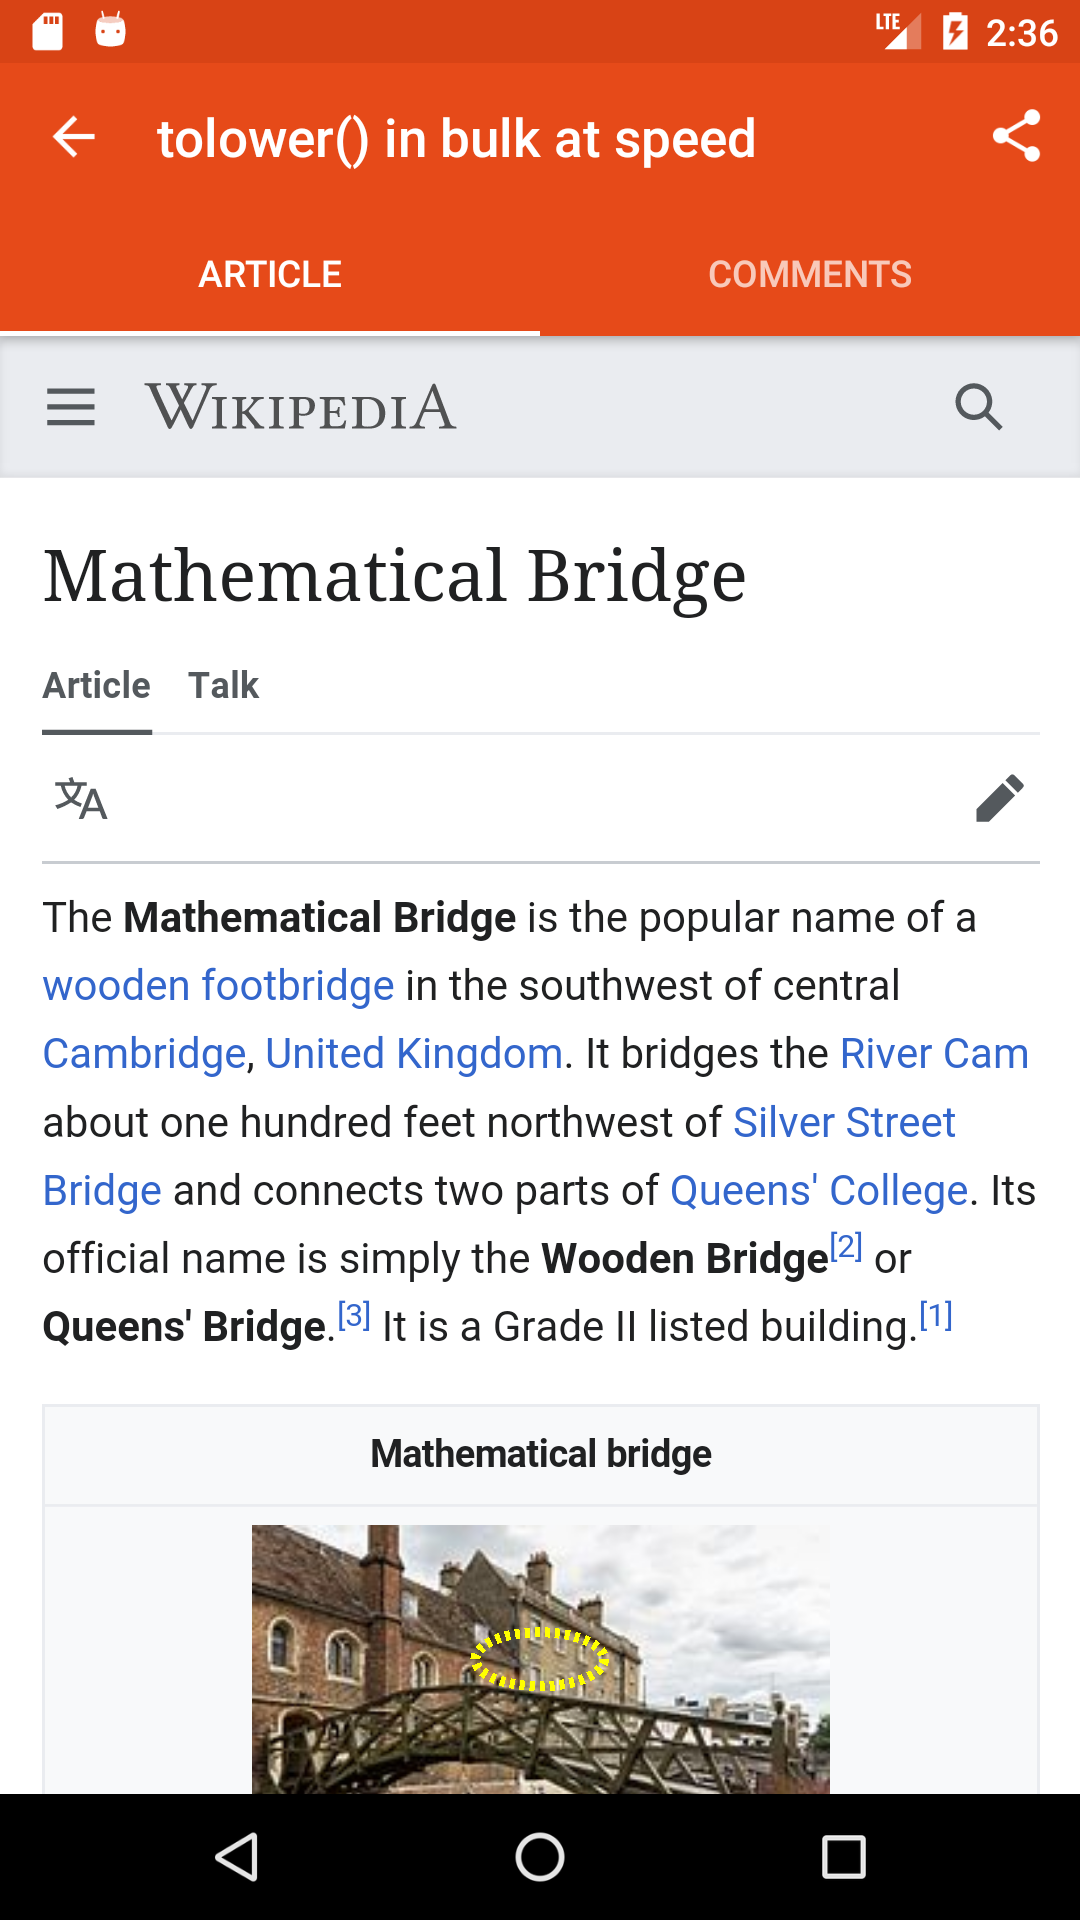 LTE 2:36
tolower() in bulk at speed
ARTICLE COMMENTS
WIKIPEDIA
Mathematical Bridge
Article Talk
文A
The Mathematical Bridge is the popular name of a
wooden footbridge in the southwest of central
Cambridge, United Kingdom. It bridges the River Cam
about one hundred feet northwest of Silver Street
Bridge and connects two parts of Queens' College. Its
official name is simply the Wooden Bridge[2] or
Queens' Bridge.[3] It is a Grade II listed building.[1]
Mathematical bridge